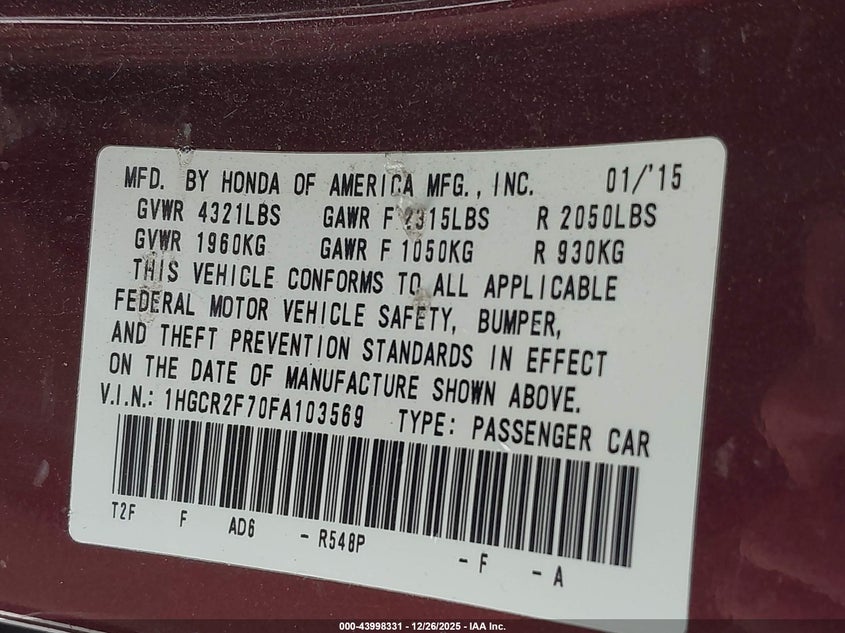 MFD. BY HONDA OF AMERICA MFG., INC. 01/'15
GVWR 4321LBS GAWR F 2315LBS R 2050LBS
GVWR 1960KG GAWR F 1050KG R 930KG
THIS VEHICLE CONFORMS TO ALL APPLICABLE
FEDERAL MOTOR VEHICLE SAFETY, BUMPER,
AND THEFT PREVENTION STANDARDS IN EFFECT
ON THE DATE OF MANUFACTURE SHOWN ABOVE.
V.I.N.: 1HGCR2F70FA103569 TYPE: PASSENGER CAR
T2F F AD6 - R548P - F - A
000-43998331 - 12/26/2025 - IAA Inc.